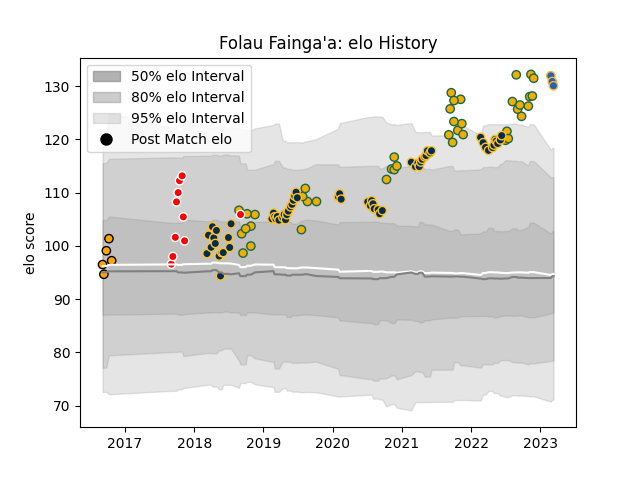 Folau Fainga'a: elo History
50% elo Interval
80% elo Interval
95% elo Interval
Post Match elo
elo score
130
120
110
100
90
80
70
2017
2018
2019
2020
2021
2022
2023